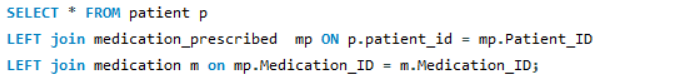 SELECT * FROM patient p
LEFT join medication_prescribed  mp ON p.patient_id = mp.Patient_ID
LEFT join medication m on mp.Medication_ID = m.Medication_ID;